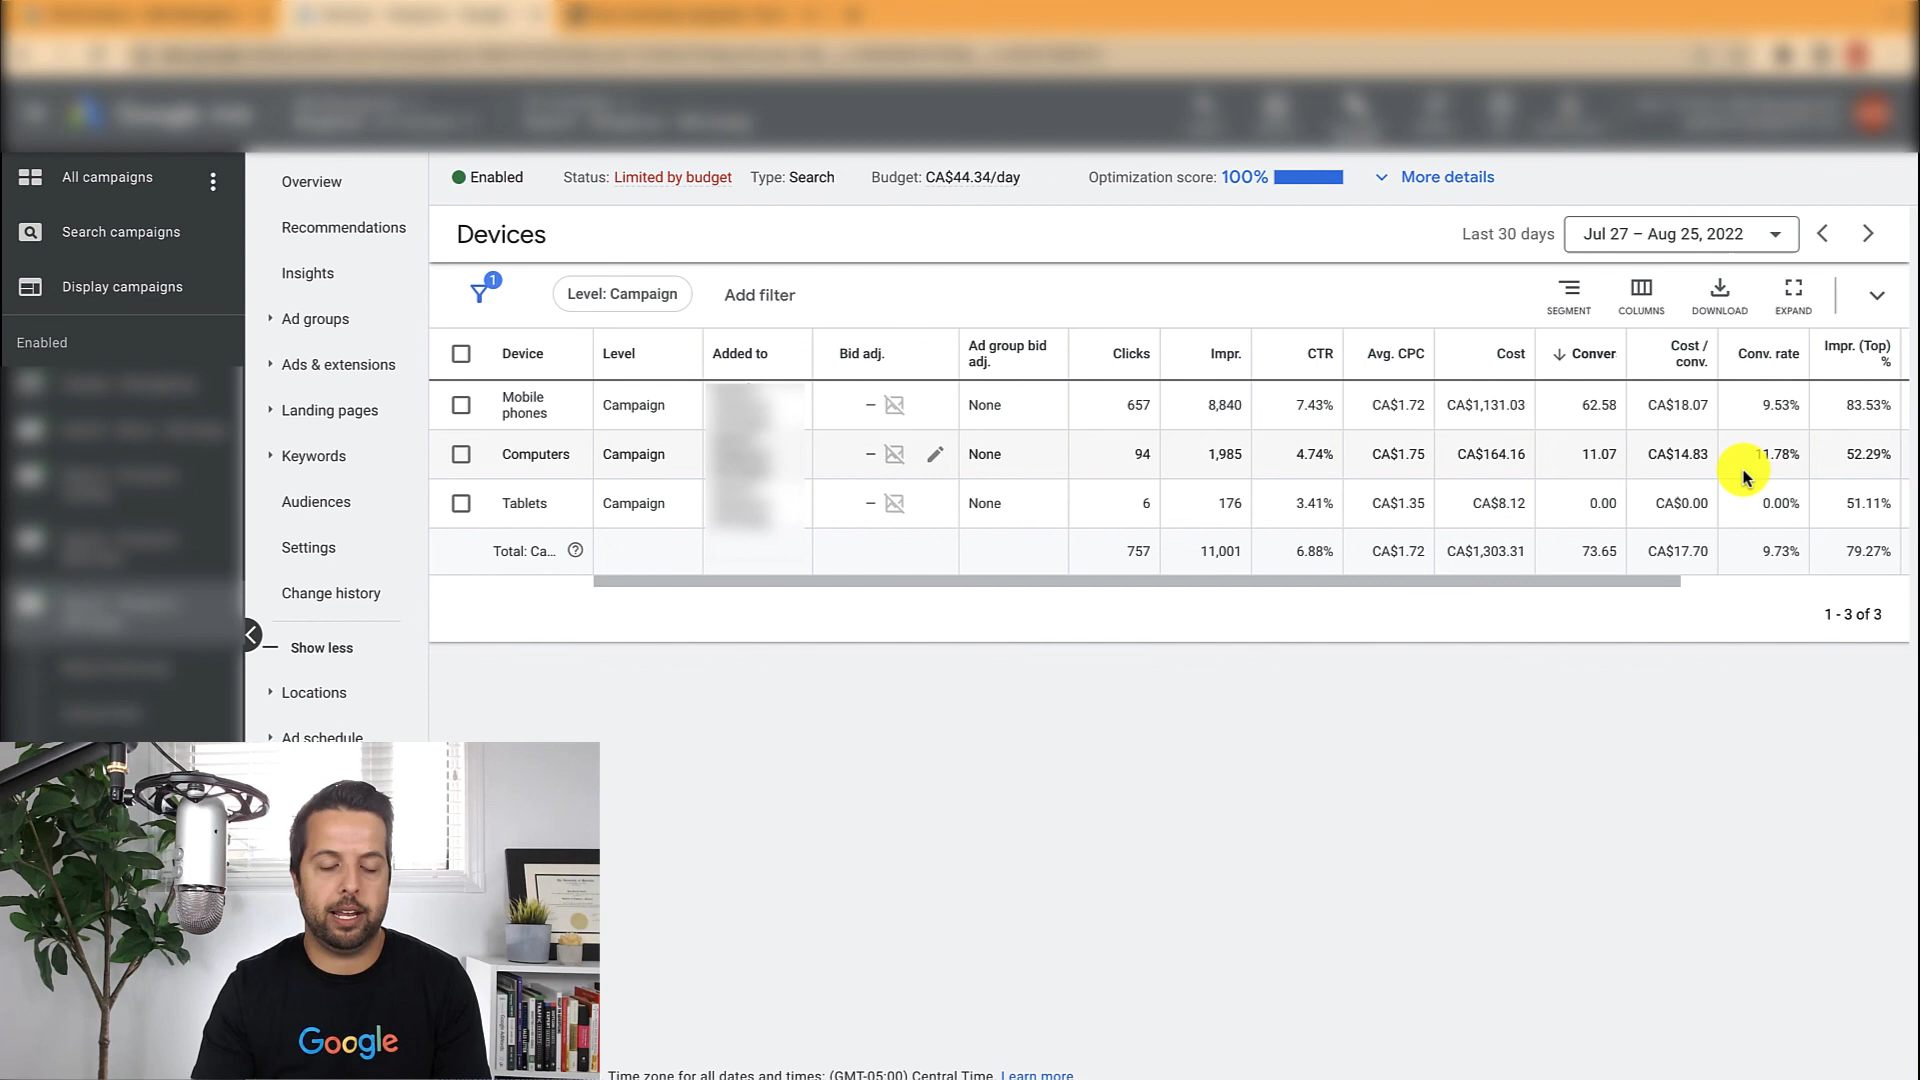 All campaigns
Search campaigns
Display campaigns
Enabled
Overview
Recommendations
Insights
Ad groups
Ads & extensions
Landing pages
Keywords
Audiences
Settings
Change history
Show less
Locations
Ad schedule
Enabled Status: Limited by budget Type: Search Budget: CA$44.34/day Optimization score: 100% More details
Devices Last 30 days Jul 27 – Aug 25, 2022
1 Level: Campaign Add filter SEGMENT COLUMNS DOWNLOAD EXPAND
Device Level Added to Bid adj. Ad group bid adj. Clicks Impr. CTR Avg. CPC Cost Conver Cost / conv. Conv. rate Impr. (Top) %
Mobile phones Campaign – None 657 8,840 7.43% CA$1.72 CA$1,131.03 62.58 CA$18.07 9.53% 83.53%
Computers Campaign – None 94 1,985 4.74% CA$1.75 CA$164.16 11.07 CA$14.83 11.78% 52.29%
Tablets Campaign – None 6 176 3.41% CA$1.35 CA$8.12 0.00 CA$0.00 0.00% 51.11%
Total: Ca... 757 11,001 6.88% CA$1.72 CA$1,303.31 73.65 CA$17.70 9.73% 79.27%
1 - 3 of 3
Google
Time zone for all dates and times: (GMT-05:00) Central Time. Learn more